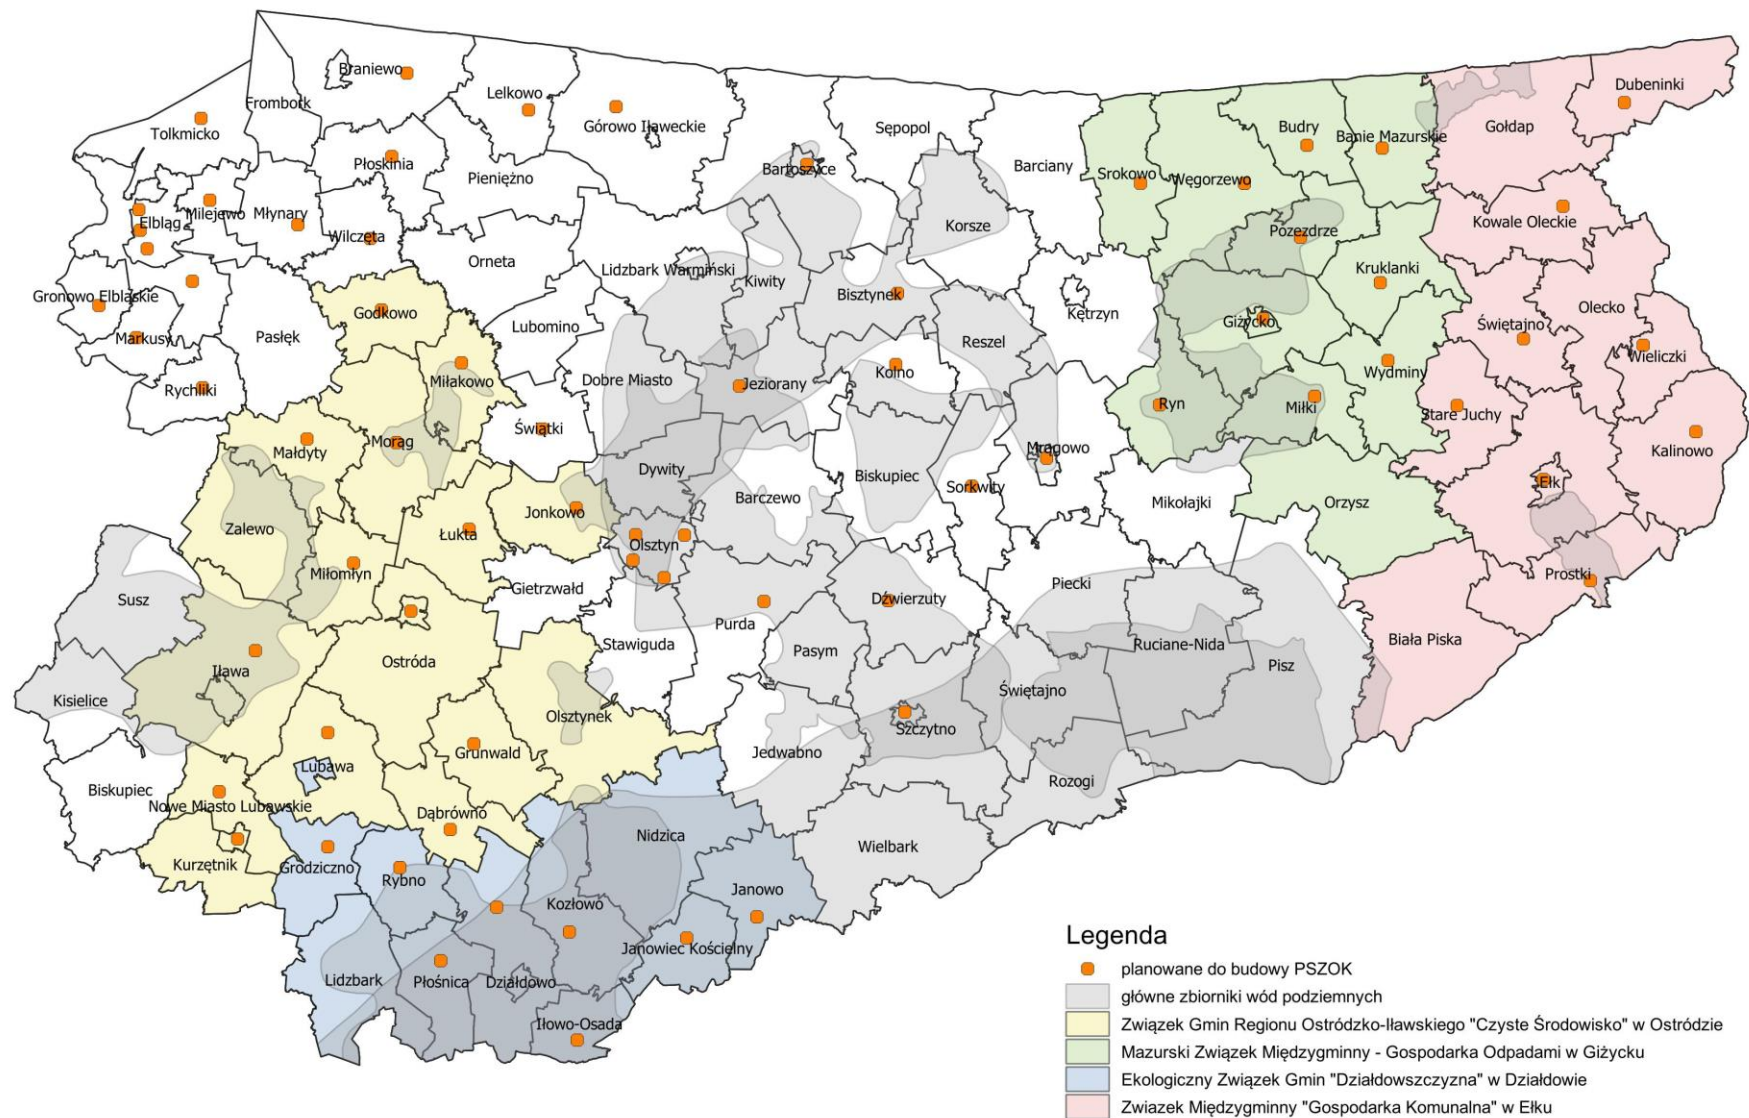 Braniewo
Lelkowo
Dubeninki
Frombork
Tolkmicko
Górowo Iławeckie
Sępopol
Budry
Banie Mazurskie
Gołdap
Płoskinia
Pieniężno
Bartoszyce
Barciany
Srokowo
Węgorzewo
Elbląg
Milejewo
Młynary
Wilczęta
Korsze
Pozezdrze
Kowale Oleckie
Orneta
Lidzbark Warmiński
Kiwity
Bisztynek
Kruklanki
Gronowo Elbląskie
Godkowo
Kętrzyn
Giżycko
Olecko
Markusy
Pasłęk
Lubomino
Reszel
Świętajno
Wieliczki
Rychliki
Miłakowo
Dobre Miasto
Jeziorany
Kolno
Wydminy
Ryn
Miłki
Stare Juchy
Świątki
Małdyty
Morąg
Mrągowo
Kalinowo
Dywity
Barczewo
Biskupiec
Sorkwity
Mikołajki
Orzysz
Ełk
Zalewo
Łukta
Jonkowo
Olsztyn
Miłomłyn
Gietrzwałd
Susz
Purda
Dźwierzuty
Piecki
Prostki
Iława
Ostróda
Stawiguda
Pasym
Ruciane-Nida
Pisz
Biała Piska
Kisielice
Olsztynek
Świętajno
Szczytno
Grunwald
Jedwabno
Rozogi
Lubawa
Biskupiec
Nowe Miasto Lubawskie
Dąbrówno
Nidzica
Wielbark
Kurzętnik
Grodziczno
Rybno
Kozłowo
Janowo
Janowiec Kościelny
Lidzbark
Płośnica
Działdowo
Iłowo-Osada
Legenda
planowane do budowy PSZOK
główne zbiorniki wód podziemnych
Związek Gmin Regionu Ostródzko-Iławskiego "Czyste Środowisko" w Ostródzie
Mazurski Związek Międzygminny - Gospodarka Odpadami w Giżycku
Ekologiczny Związek Gmin "Działdowszczyzna" w Działdowie
Zwiazek Międzygminny "Gospodarka Komunalna" w Ełku